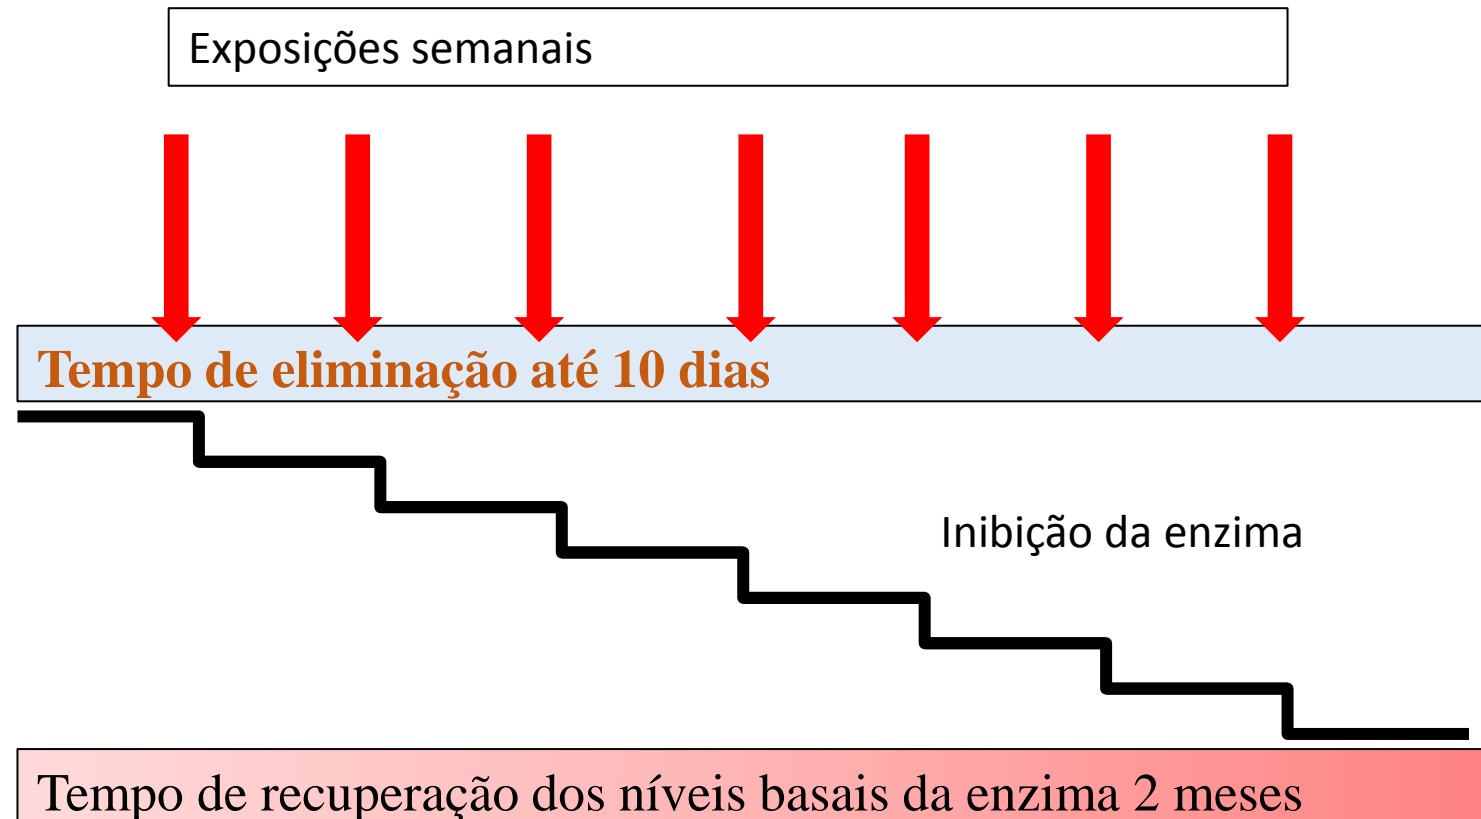 Exposições semanais
Tempo de eliminação até 10 dias
Inibição da enzima
Tempo de recuperação dos níveis basais da enzima 2 meses